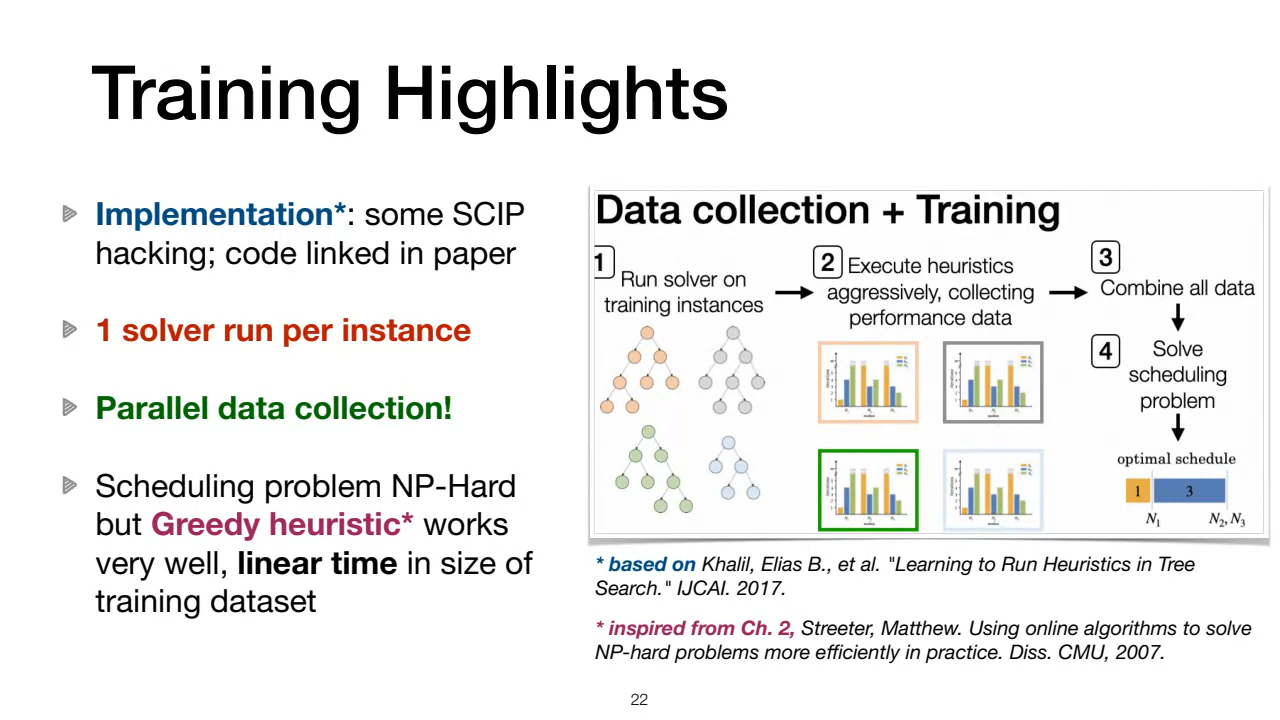 Training Highlights
Implementation*: some SCIP
hacking; code linked in paper
1 solver run per instance
Parallel data collection!
Scheduling problem NP-Hard
but Greedy heuristic* works
very well, linear time in size of
training dataset
Data collection + Training
1
Run solver on
training instances
2
Execute heuristics
aggressively, collecting
performance data
3
Combine all data
4
Solve
scheduling
problem
optimal schedule
1
3
N₁
N₂, N₃
* based on Khalil, Elias B., et al. "Learning to Run Heuristics in Tree
Search." IJCAI. 2017.
* inspired from Ch. 2, Streeter, Matthew. Using online algorithms to solve
NP-hard problems more efficiently in practice. Diss. CMU, 2007.
22